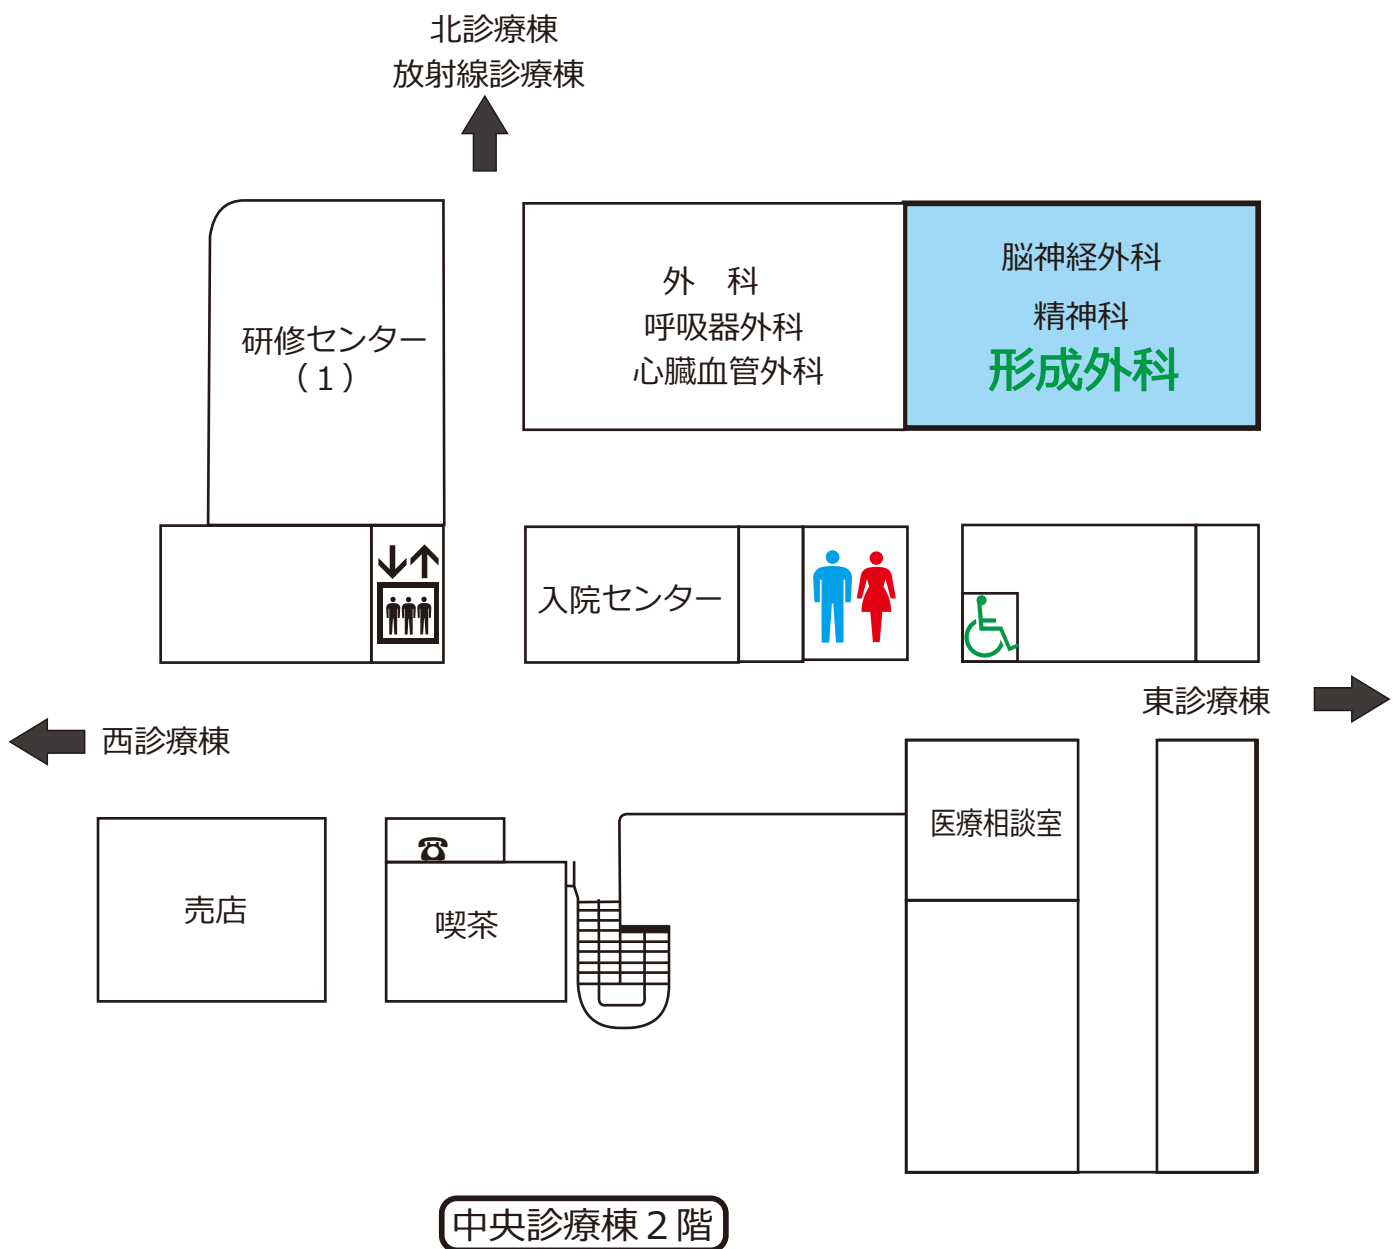 北診療棟
放射線診療棟
外　科
呼吸器外科
心臓血管外科
脳神経外科
精神科
形成外科
研修センター
（１）
入院センター
東診療棟
西診療棟
医療相談室
売店
喫茶
中央診療棟２階